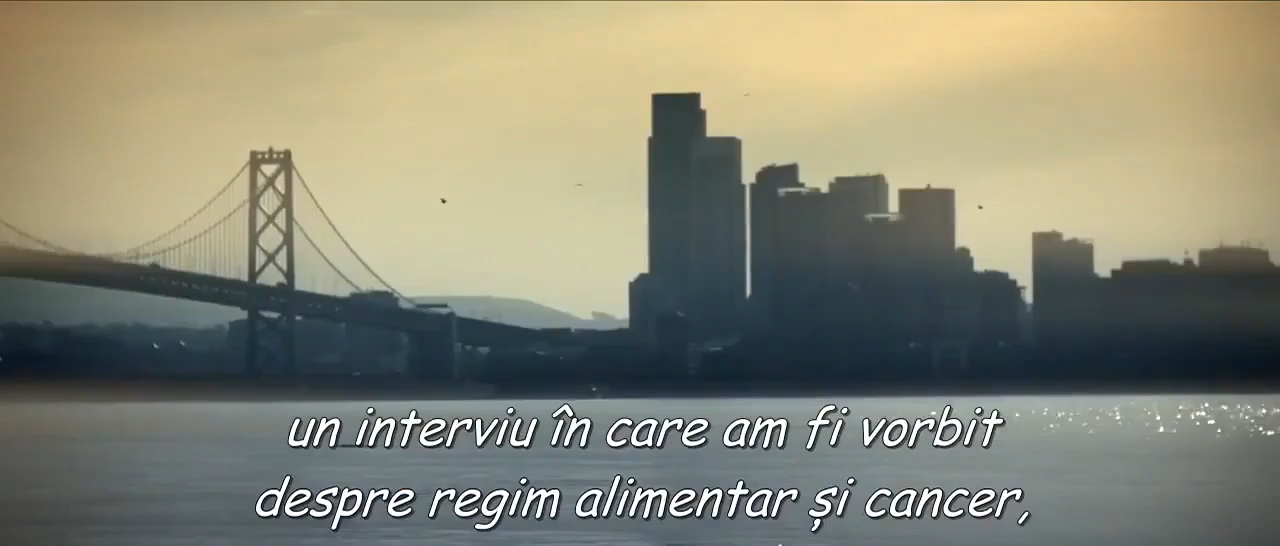 un interviu în care am fi vorbit
despre regim alimentar și cancer,